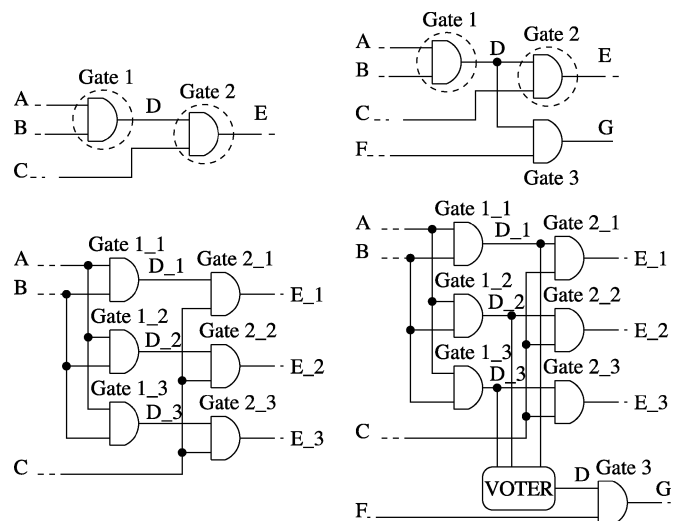 Gate 1
Gate 2
A
D
E
B
C
Gate 1
Gate 2
A
D
E
B
C
G
F
Gate 3
Gate 1_1
A
D_1
Gate 2_1
B
E_1
Gate 1_2
D_2
Gate 2_2
E_2
Gate 1_3
D_3
Gate 2_3
E_3
C
Gate 1_1
A
D_1
Gate 2_1
B
E_1
Gate 1_2
D_2
Gate 2_2
E_2
Gate 1_3
D_3
Gate 2_3
E_3
C
VOTER
D
Gate 3
G
F